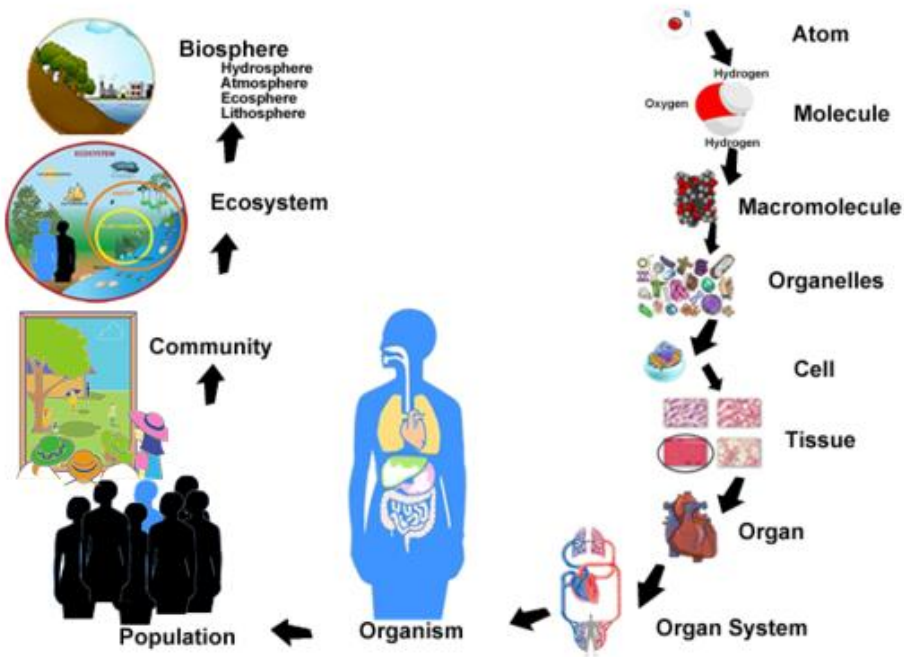 Atom
Hydrogen
Oxygen
Molecule
Hydrogen
Macromolecule
Organelles
Cell
Tissue
Organ
Organ System
Organism
Population
Community
Ecosystem
ECOSYSTEM
Biosphere
Hydrosphere
Atmosphere
Ecosphere
Lithosphere